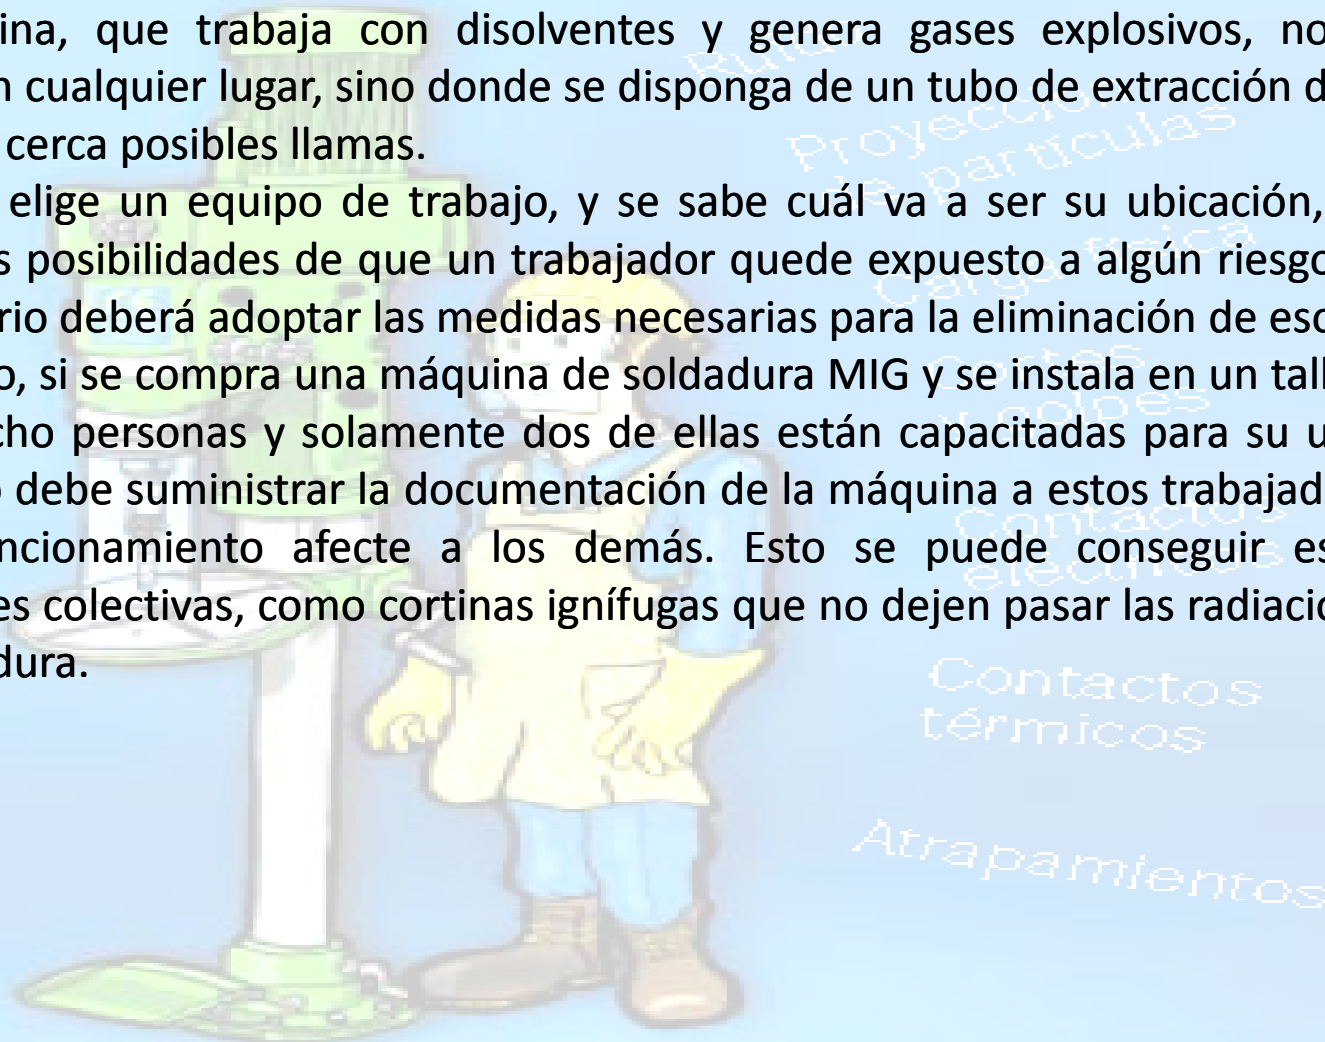 ina, que trabaja con disolventes y genera gases explosivos, no
n cualquier lugar, sino donde se disponga de un tubo de extracción d
cerca posibles llamas.
elige un equipo de trabajo, y se sabe cuál va a ser su ubicación,
s posibilidades de que un trabajador quede expuesto a algún riesgo
rio deberá adoptar las medidas necesarias para la eliminación de eso
o, si se compra una máquina de soldadura MIG y se instala en un tall
cho personas y solamente dos de ellas están capacitadas para su u
o debe suministrar la documentación de la máquina a estos trabajad
ncionamiento afecte a los demás. Esto se puede conseguir es
es colectivas, como cortinas ignífugas que no dejen pasar las radiacio
dura.
Ruido
Proyección
de partículas
Carga física
Cortes
y golpes
Contactos
eléctricos
Contactos
térmicos
Atrapamientos